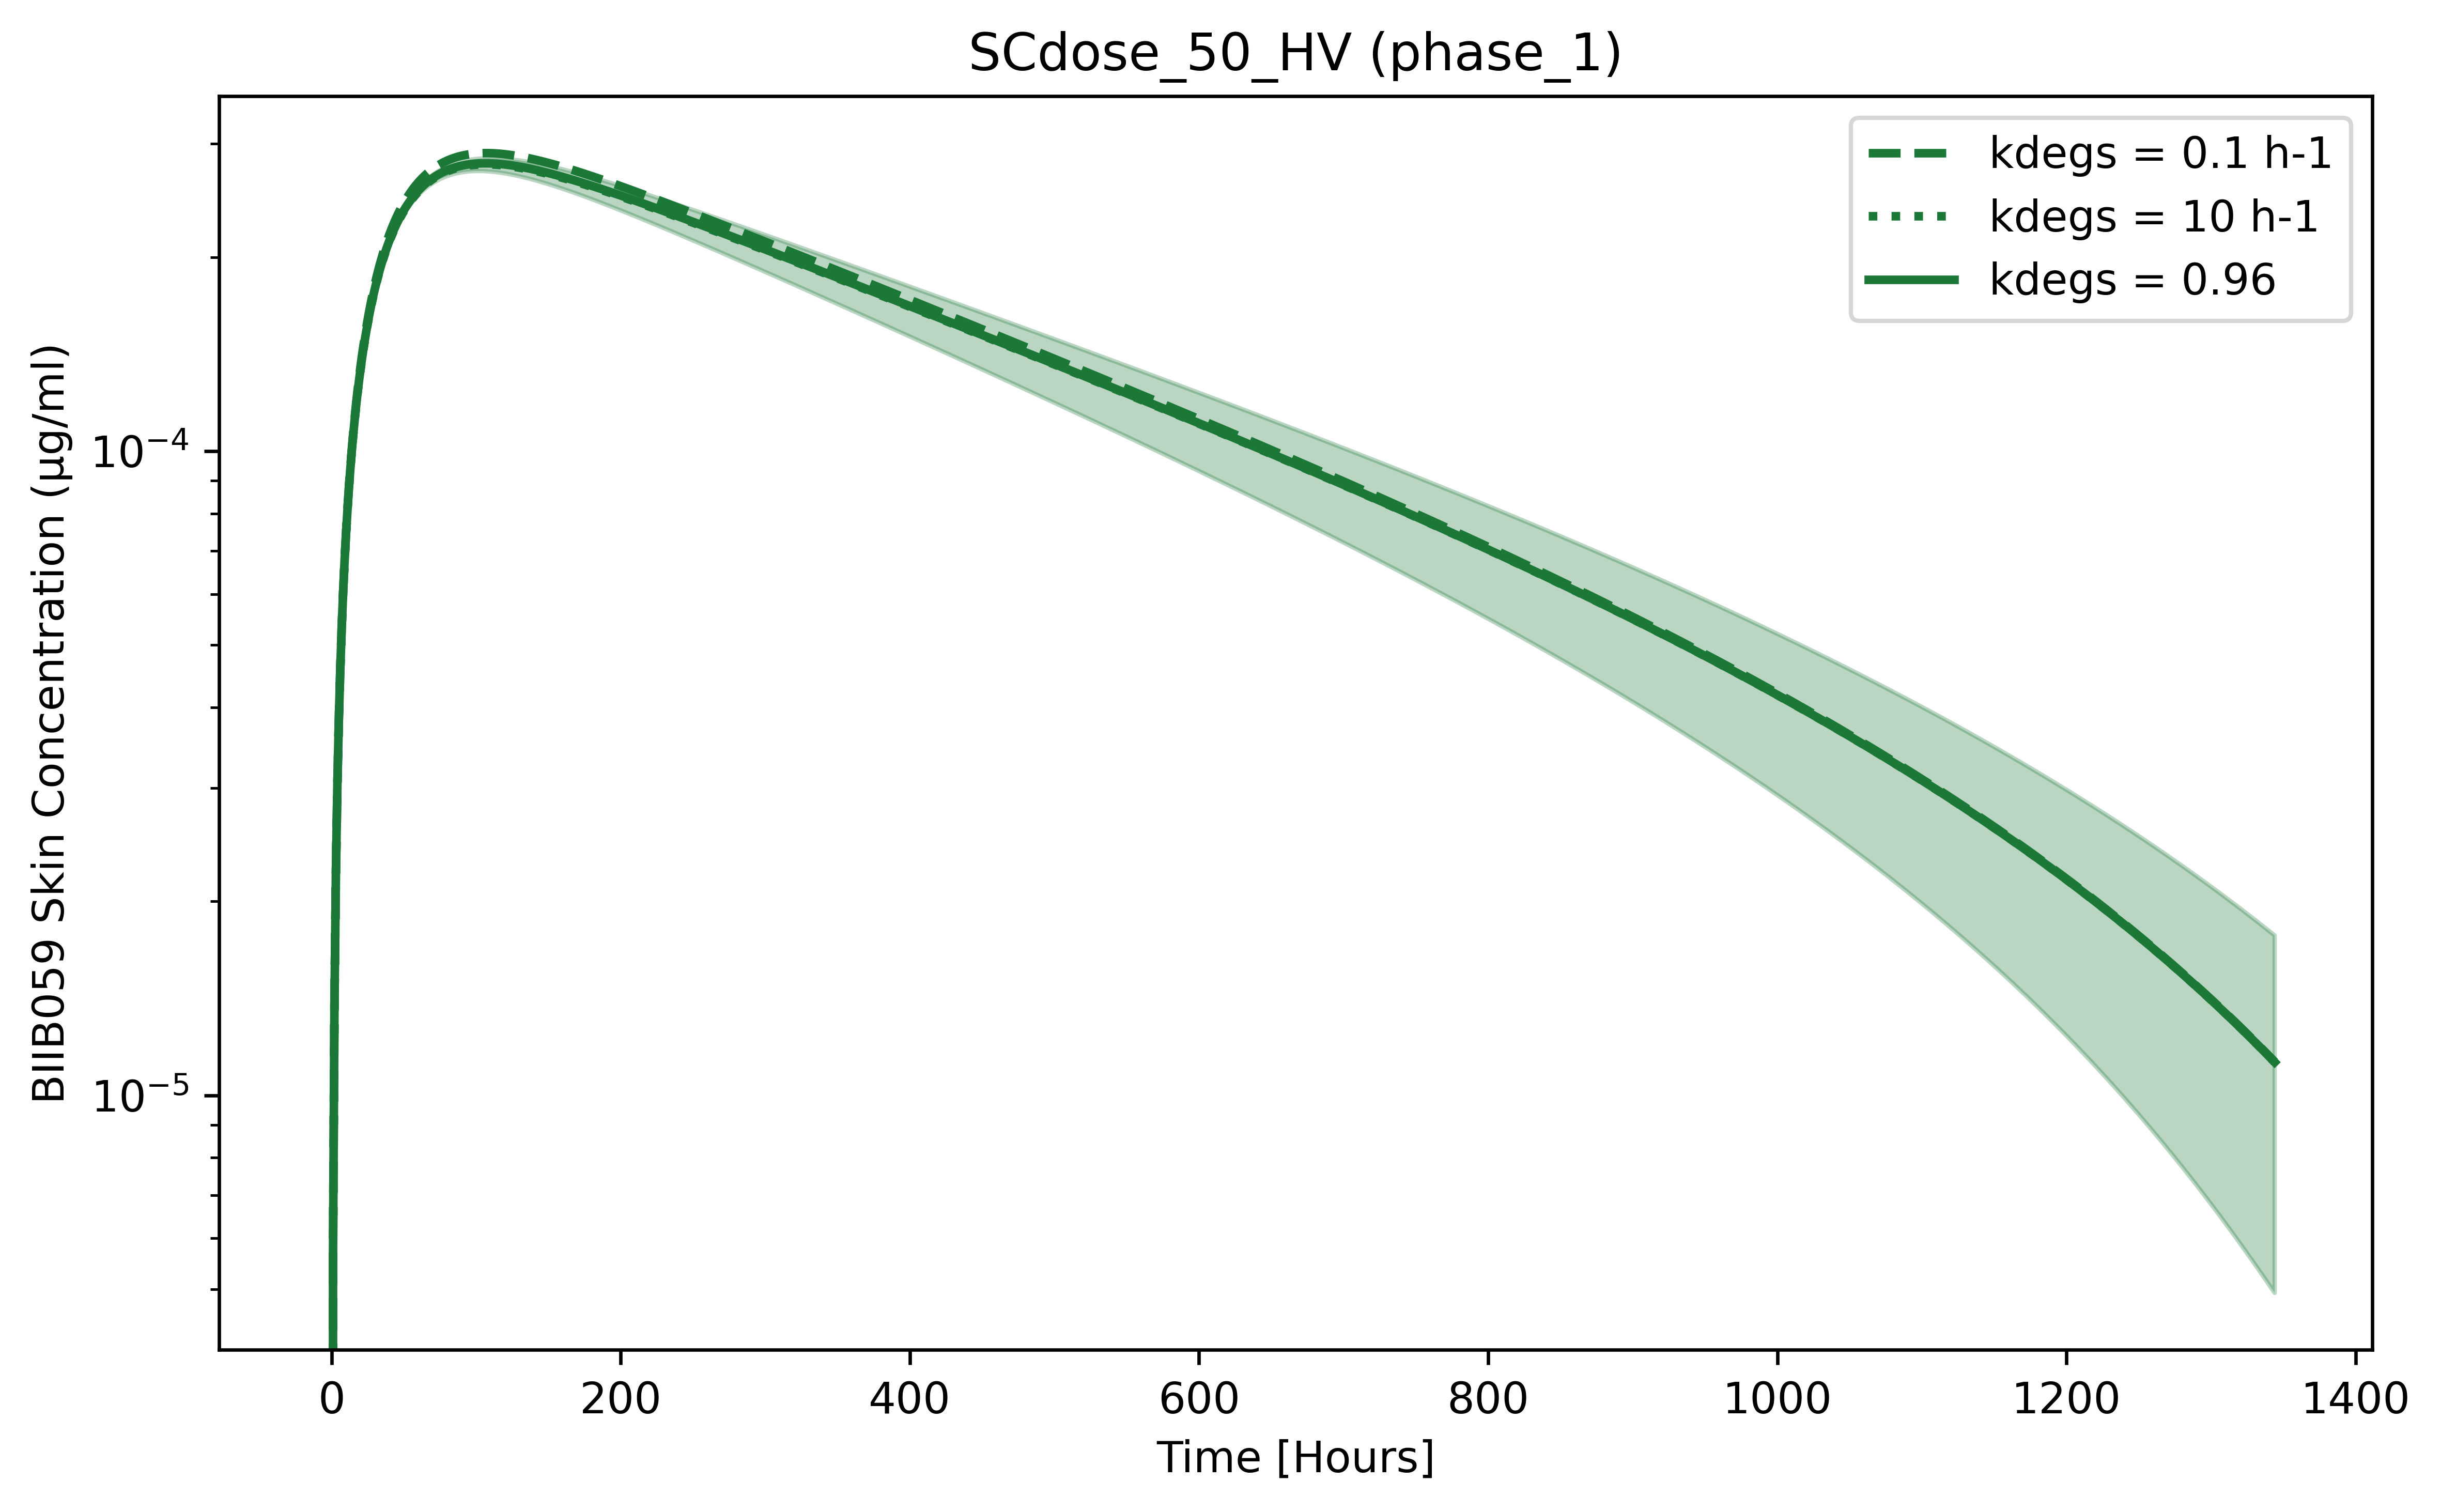 SCdose_50_HV (phase_1)
kdegs = 0.1 h-1
kdegs = 10 h-1
kdegs = 0.96
BIIB059 Skin Concentration (µg/ml)
10⁻⁴
10⁻⁵
0 200 400 600 800 1000 1200 1400
Time [Hours]